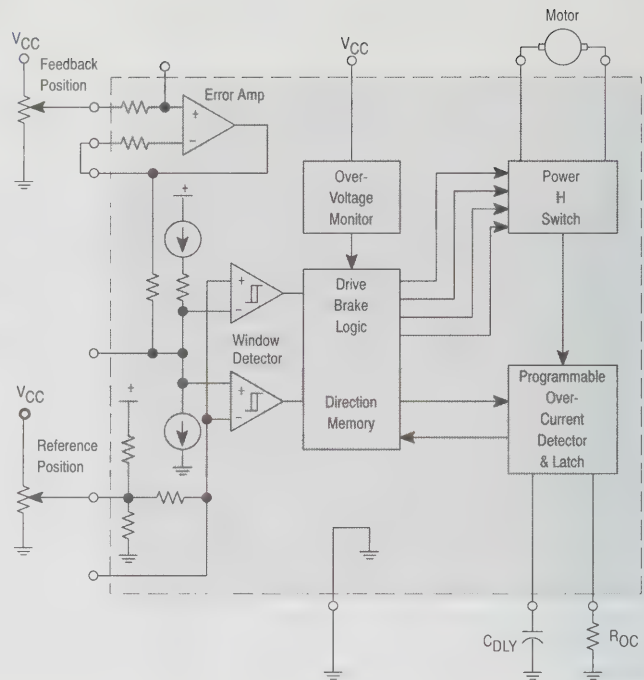 Motor
VCC
Feedback
Position
VCC
Error Amp
+
−
+
Over-
Voltage
Monitor
Power
H
Switch
+
−
Drive
Brake
Logic
Window
Detector
+
−
Direction
Memory
Programmable
Over-
Current
Detector
& Latch
VCC
+
Reference
Position
CDLY
ROC